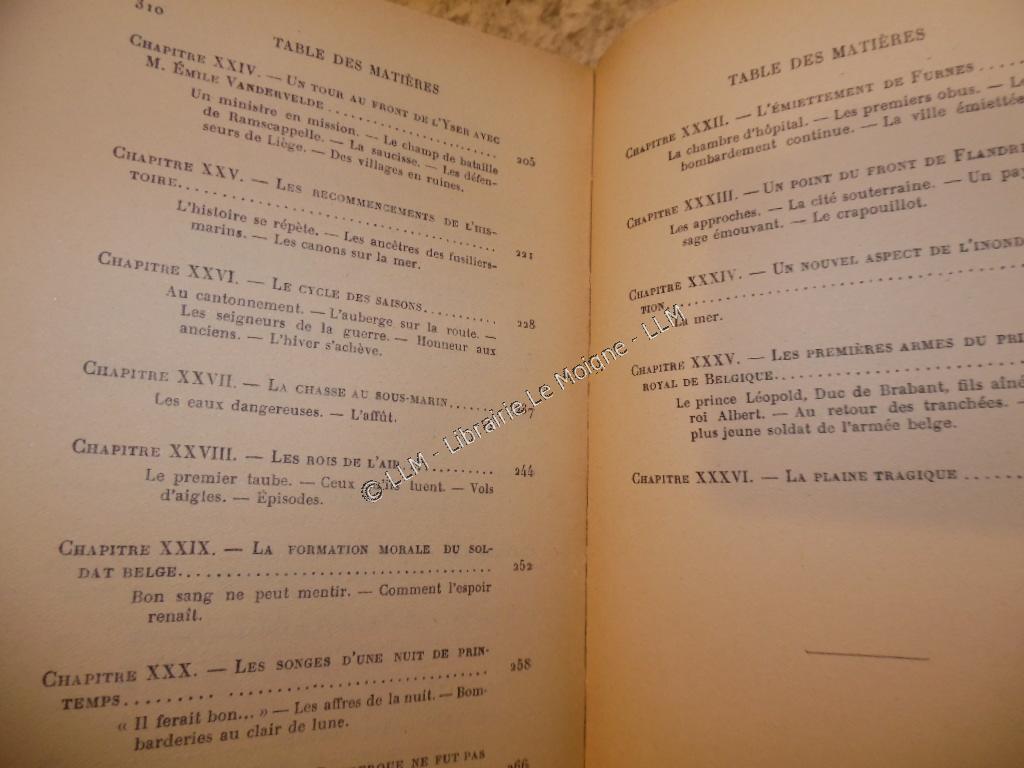 310
TABLE DES MATIÈRES
CHAPITRE XXIV. — UN TOUR AU FRONT DE L'YSER AVEC
M. ÉMILE VANDERVELDE.................... 205
Un ministre en mission. — Le champ de bataille
de Ramscappelle. — La saucisse. — Les défen-
seurs de Liège. — Des villages en ruines.
CHAPITRE XXV. — LES RECOMMENCEMENTS DE L'HIS-
TOIRE.................................... 221
L'histoire se répète. — Les ancêtres des fusiliers-
marins. — Les canons sur la mer.
CHAPITRE XXVI. — LE CYCLE DES SAISONS.......... 228
Au cantonnement. — L'auberge sur la route. —
Les seigneurs de la guerre. — Honneur aux
anciens. — L'hiver s'achève.
CHAPITRE XXVII. — LA CHASSE AU SOUS-MARIN.......
Les eaux dangereuses. — L'affût.
CHAPITRE XXVIII. — LES ROIS DE L'AIR........... 244
Le premier taube. — Ceux tuent. — Vols
d'aigles. — Épisodes.
CHAPITRE XXIX. — LA FORMATION MORALE DU SOL-
DAT BELGE.................................... 252
Bon sang ne peut mentir. — Comment l'espoir
renaît.
CHAPITRE XXX. — LES SONGES D'UNE NUIT DE PRIN-
TEMPS.................................... 258
« Il ferait bon... » — Les affres de la nuit. — Bom-
barderies au clair de lune.
NE FUT PAS
266
TABLE DES MATIÈRES
CHAPITRE XXXII. — L'ÉMIETTEMENT DE FURNES.....
La chambre d'hôpital. — Les premiers obus. — Le
bombardement continue. — La ville émiettée
CHAPITRE XXXIII. — UN POINT DU FRONT DE FLANDRE
Les approches. — La cité souterraine. — Un pay
sage émouvant. — Le crapouillot.
CHAPITRE XXXIV. — UN NOUVEL ASPECT DE L'INOND
TION....................................
La mer.
CHAPITRE XXXV. — LES PREMIÈRES ARMES DU PRI
ROYAL DE BELGIQUE..............................
Le prince Léopold, Duc de Brabant, fils aîn
roi Albert. — Au retour des tranchées. —
plus jeune soldat de l'armée belge.
CHAPITRE XXXVI. — LA PLAINE TRAGIQUE.......
© LLM - Librairie Le Moigne - LLM